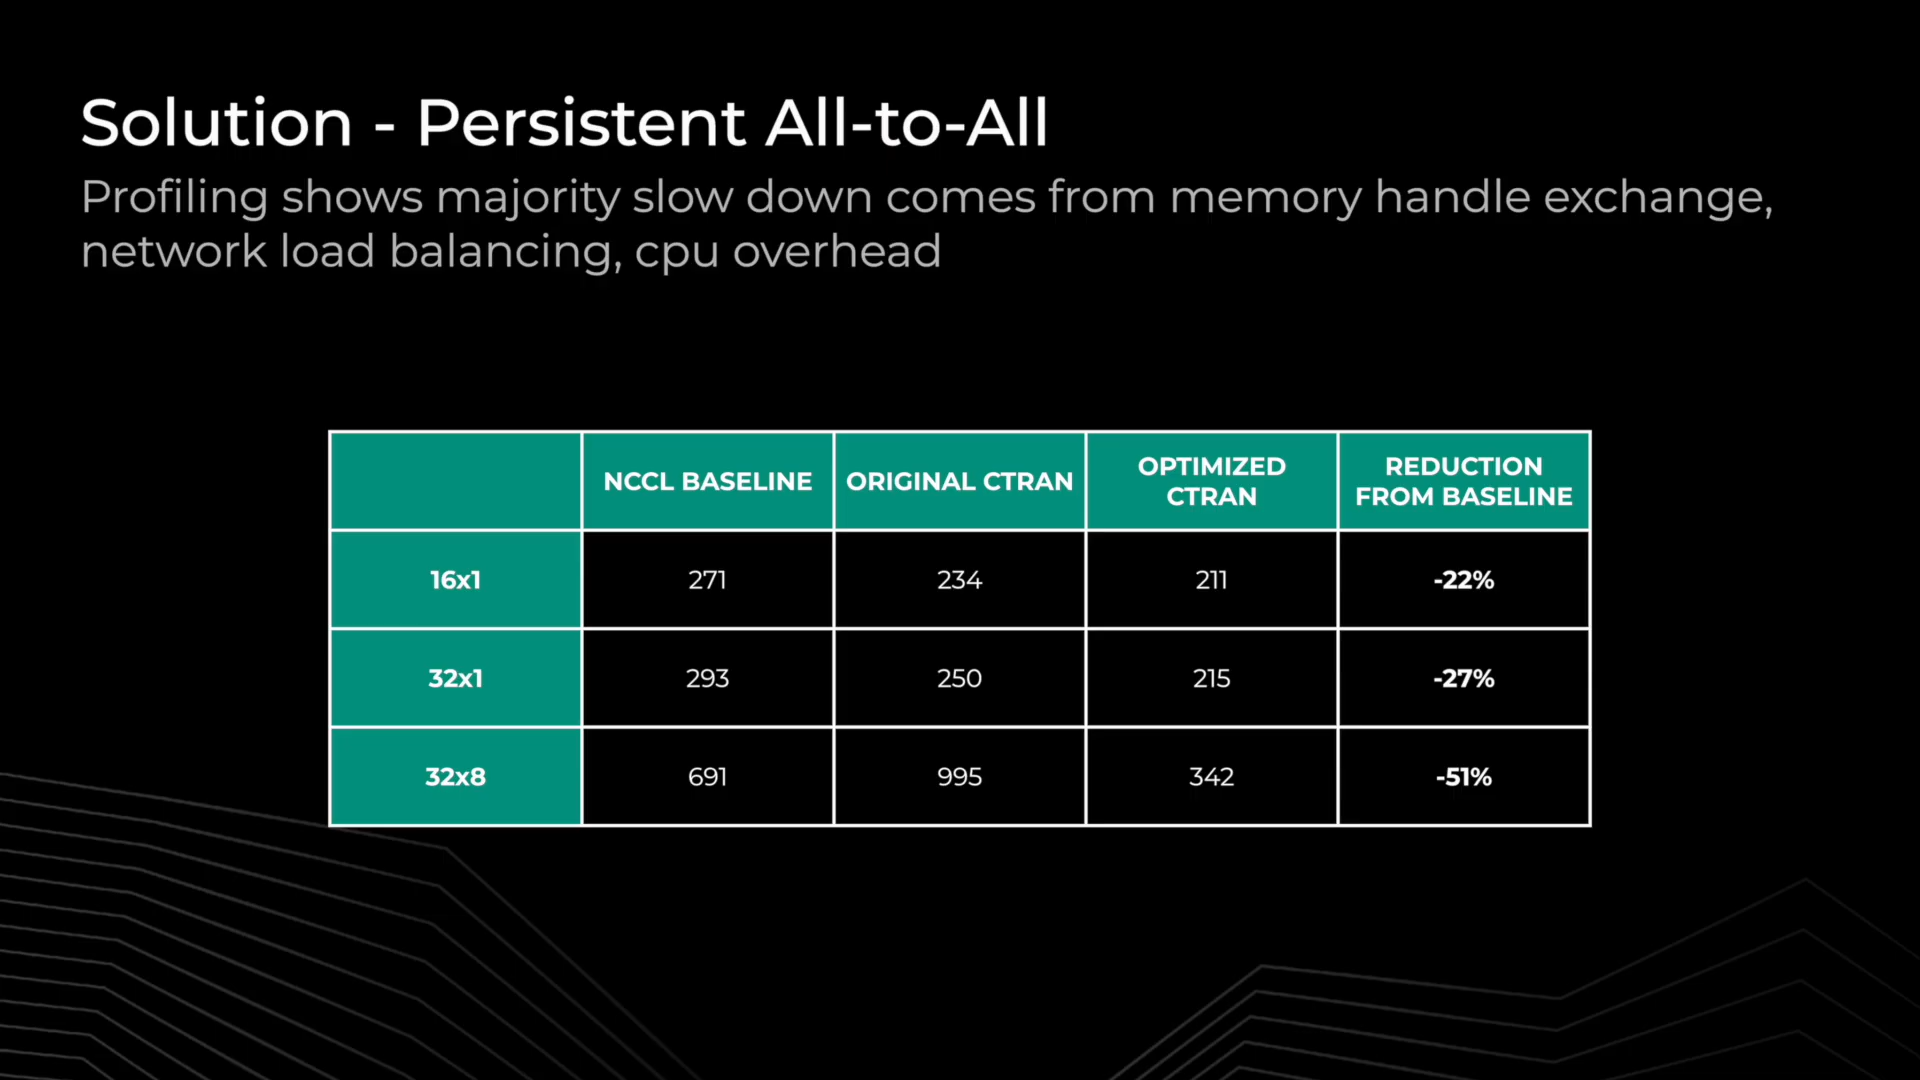 Solution - Persistent All-to-All
Profiling shows majority slow down comes from memory handle exchange,
network load balancing, cpu overhead
NCCL BASELINE ORIGINAL CTRAN OPTIMIZED CTRAN REDUCTION FROM BASELINE
16x1 271 234 211 -22%
32x1 293 250 215 -27%
32x8 691 995 342 -51%